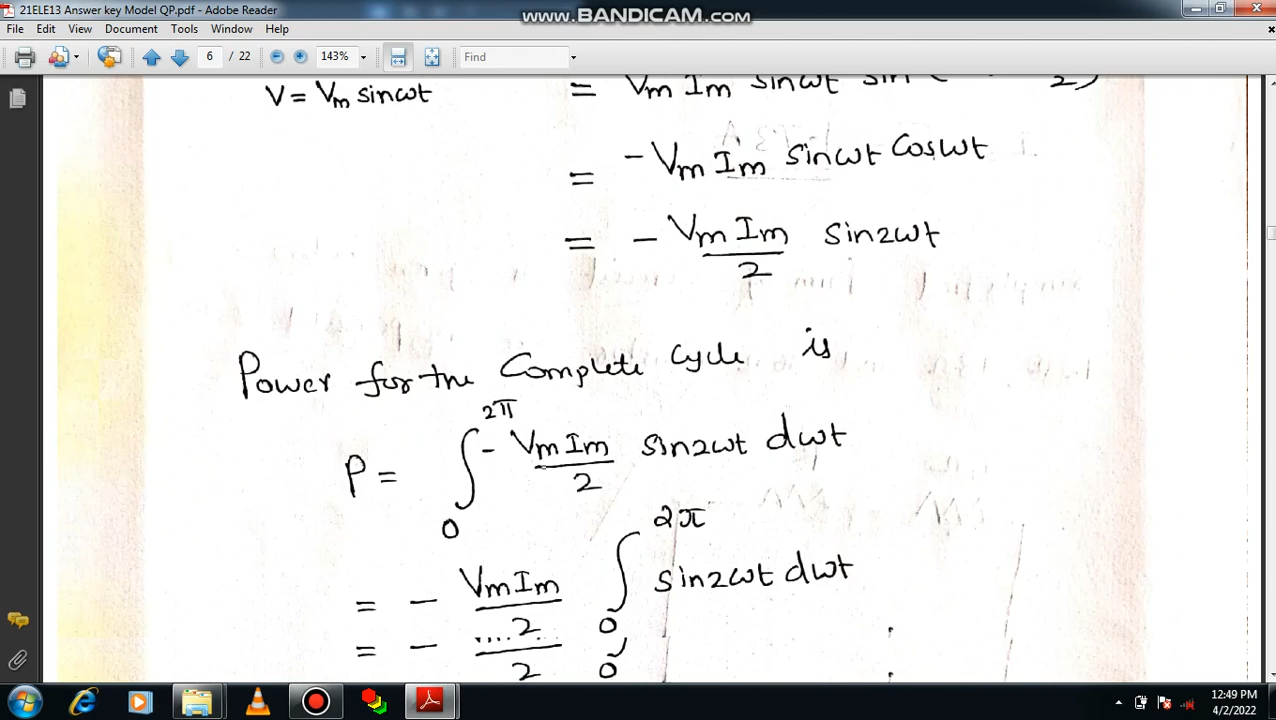 21ELE13 Answer key Model QP.pdf - Adobe Reader
www.BANDICAM.com
File Edit View Document Tools Window Help
6 / 22 143% Find
V = Vm sinωt = Vm Im sinωt sin ( 2)
= - Vm Im sinωt cosωt
= - Vm Im / 2 sin2ωt
Power for the Complete cycle is
P = ∫₀^2π - Vm Im / 2 sin2ωt dωt
= - Vm Im / 2 ∫₀^2π sin2ωt dωt
= - / 2 0
12:49 PM
4/2/2022